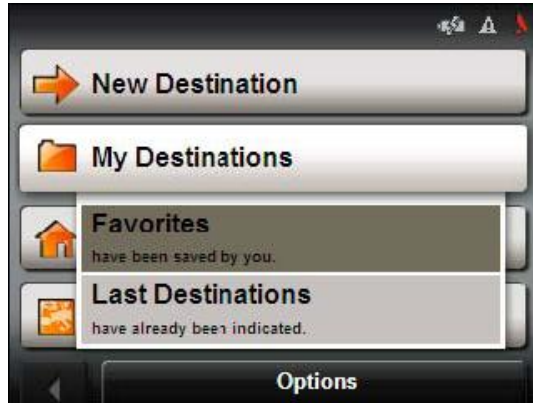 New Destination
My Destinations
Favorites
have been saved by you.
Last Destinations
have already been indicated.
Options